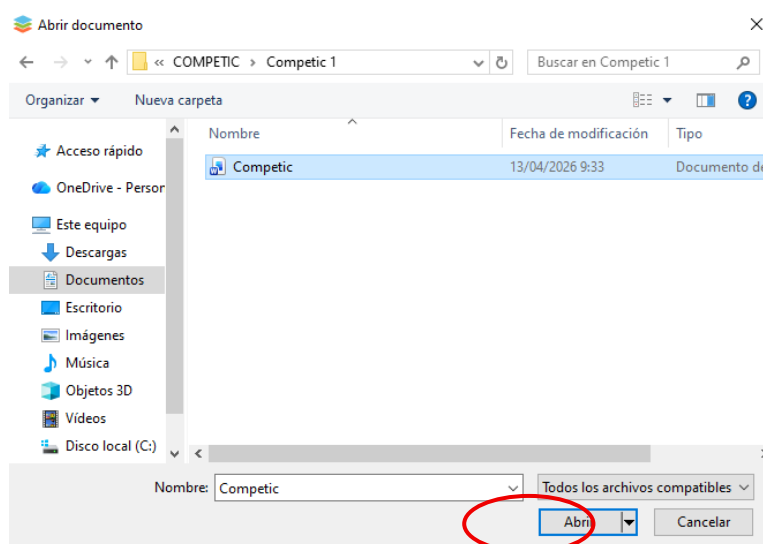 Abrir documento
« COMPETIC › Competic 1
Buscar en Competic 1
Organizar
Nueva carpeta
Nombre
Fecha de modificación
Tipo
Competic
13/04/2026 9:33
Documento de
Acceso rápido
OneDrive - Person
Este equipo
Descargas
Documentos
Escritorio
Imágenes
Música
Objetos 3D
Vídeos
Disco local (C:)
Nombre:
Competic
Todos los archivos compatibles
Abrir
Cancelar